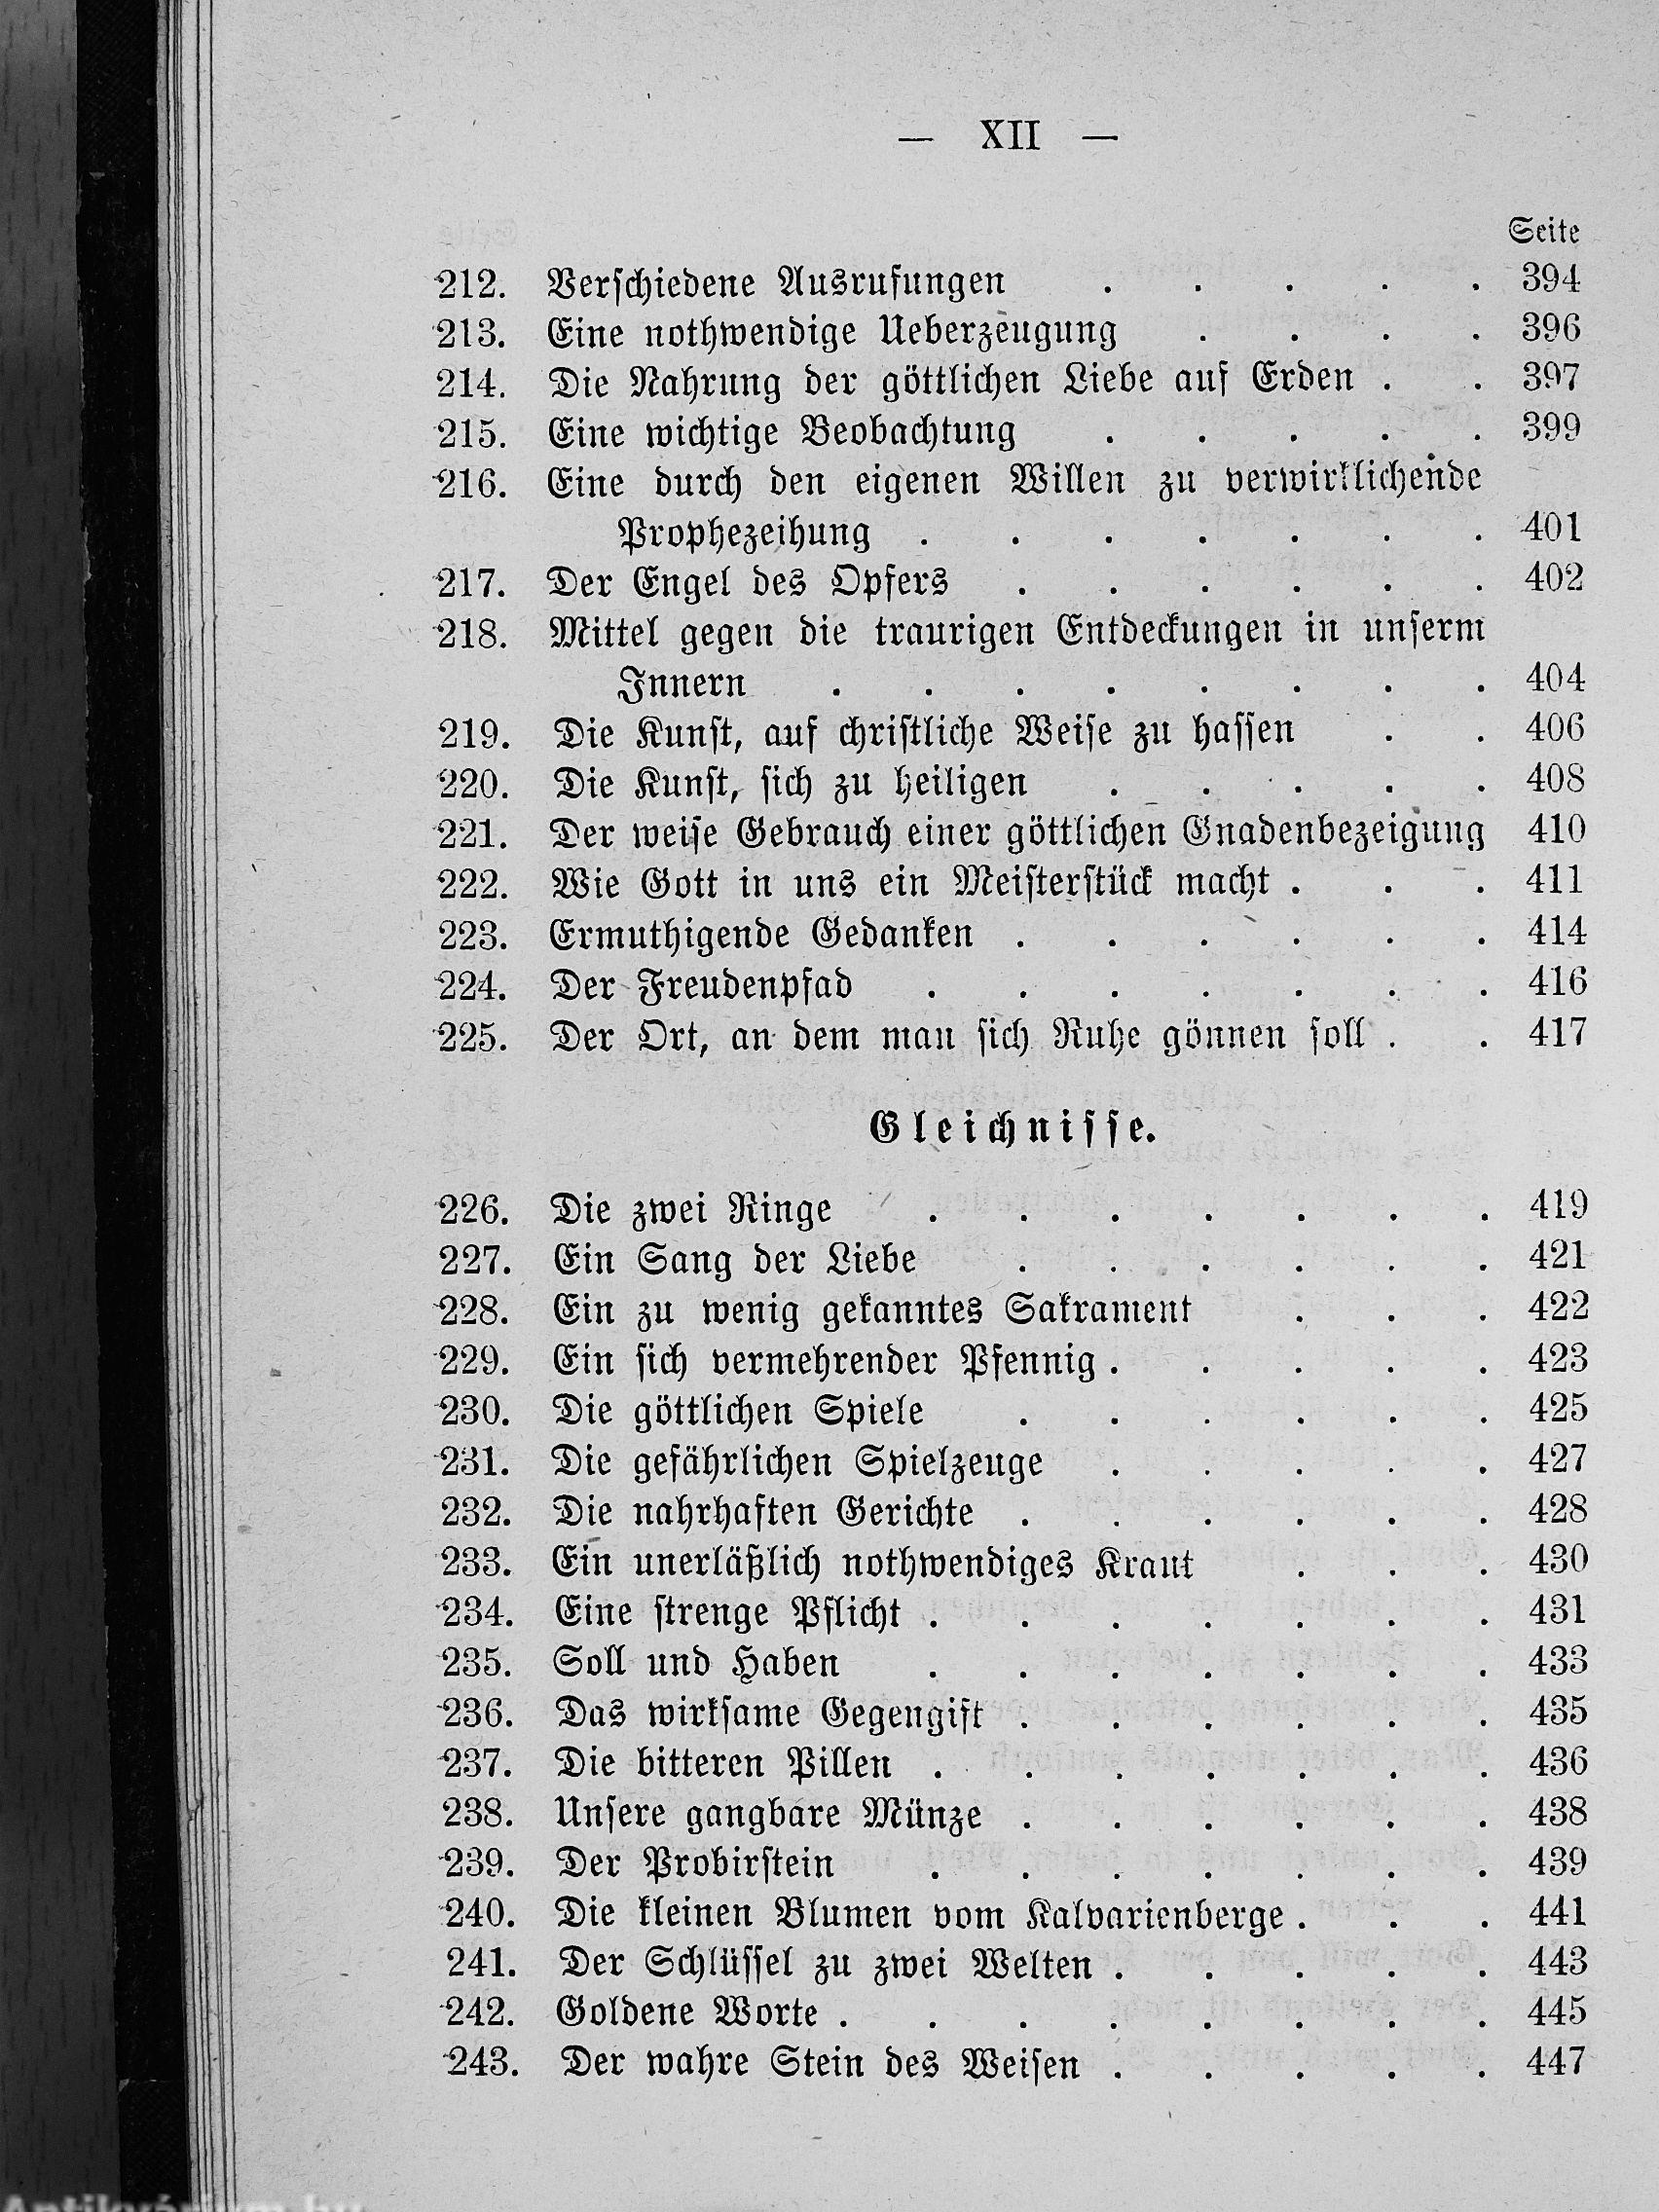 — XII —
Seite
212. Verschiedene Ausrufungen . . . . . 394
213. Eine nothwendige Ueberzeugung . . . . 396
214. Die Nahrung der göttlichen Liebe auf Erden . . 397
215. Eine wichtige Beobachtung . . . . . 399
216. Eine durch den eigenen Willen zu verwirklichende
Prophezeihung . . . . . . . 401
217. Der Engel des Opfers . . . . . . 402
218. Mittel gegen die traurigen Entdeckungen in unserm
Innern . . . . . . . . 404
219. Die Kunst, auf christliche Weise zu hassen . . 406
220. Die Kunst, sich zu heiligen . . . . . 408
221. Der weise Gebrauch einer göttlichen Gnadenbezeigung 410
222. Wie Gott in uns ein Meisterstück macht . . . 411
223. Ermuthigende Gedanken . . . . . . 414
224. Der Freudenpfad . . . . . . . 416
225. Der Ort, an dem man sich Ruhe gönnen soll . . 417
Gleichnisse.
226. Die zwei Ringe . . . . . . . 419
227. Ein Sang der Liebe . . . . . . 421
228. Ein zu wenig gekanntes Sakrament . . . 422
229. Ein sich vermehrender Pfennig . . . . . 423
230. Die göttlichen Spiele . . . . . . 425
231. Die gefährlichen Spielzeuge . . . . . 427
232. Die nahrhaften Gerichte . . . . . . 428
233. Ein unerläßlich nothwendiges Kraut . . . 430
234. Eine strenge Pflicht . . . . . . . 431
235. Soll und Haben . . . . . . . 433
236. Das wirksame Gegengift . . . . . . 435
237. Die bitteren Pillen . . . . . . . 436
238. Unsere gangbare Münze . . . . . . 438
239. Der Probirstein . . . . . . . 439
240. Die kleinen Blumen vom Kalvarienberge . . . 441
241. Der Schlüssel zu zwei Welten . . . . . 443
242. Goldene Worte . . . . . . . . 445
243. Der wahre Stein des Weisen . . . . . 447